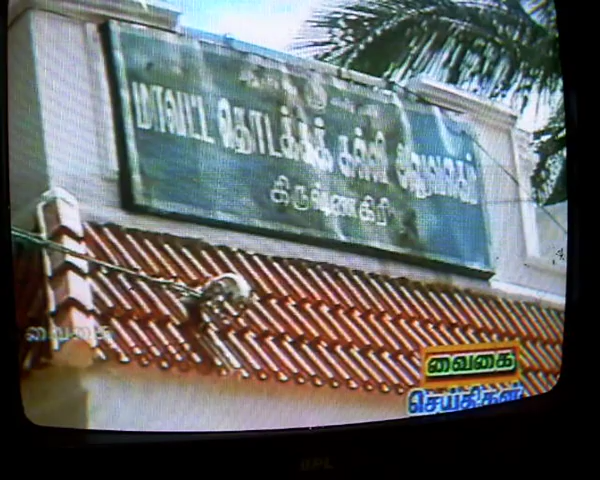 மாவட்ட தொடக்கக் கல்வி அலுவலகம்
கிருஷ்ணகிரி
வைகை
வைகை
செய்திகள்